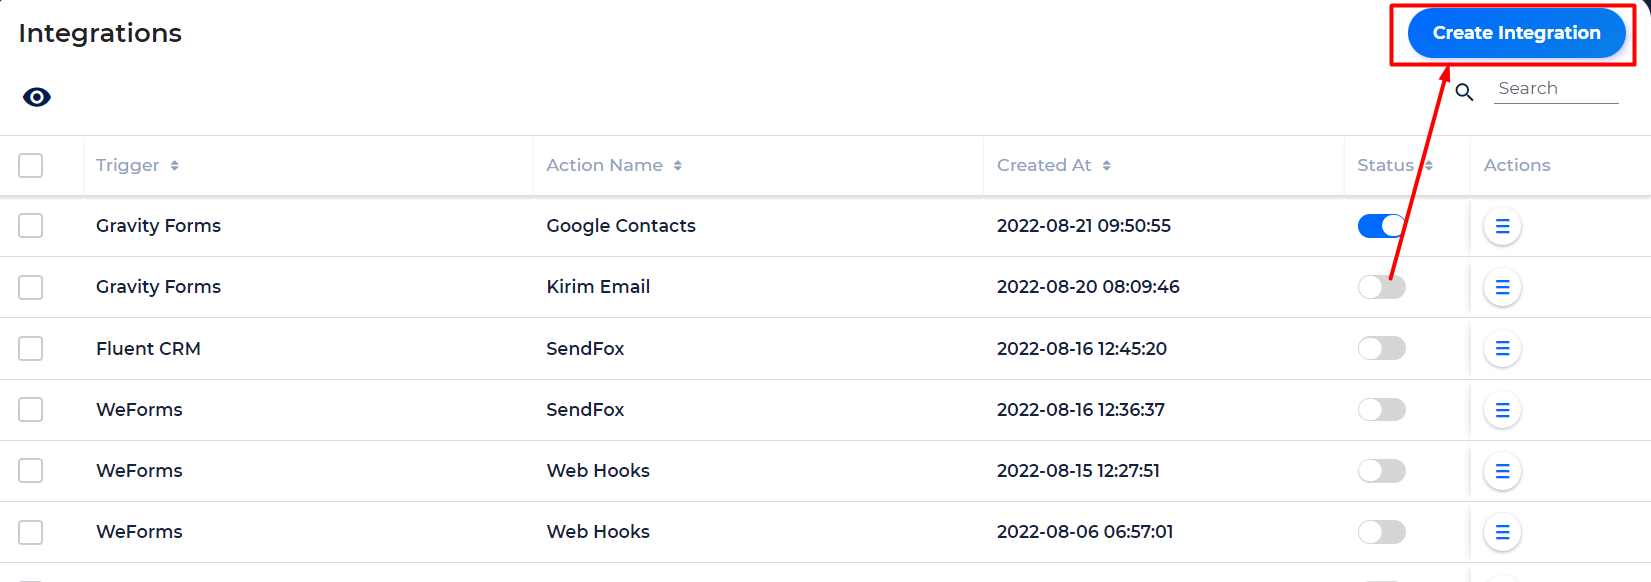 Integrations
Create Integration
Search
Trigger Action Name Created At Status Actions
Gravity Forms Google Contacts 2022-08-21 09:50:55
Gravity Forms Kirim Email 2022-08-20 08:09:46
Fluent CRM SendFox 2022-08-16 12:45:20
WeForms SendFox 2022-08-16 12:36:37
WeForms Web Hooks 2022-08-15 12:27:51
WeForms Web Hooks 2022-08-06 06:57:01